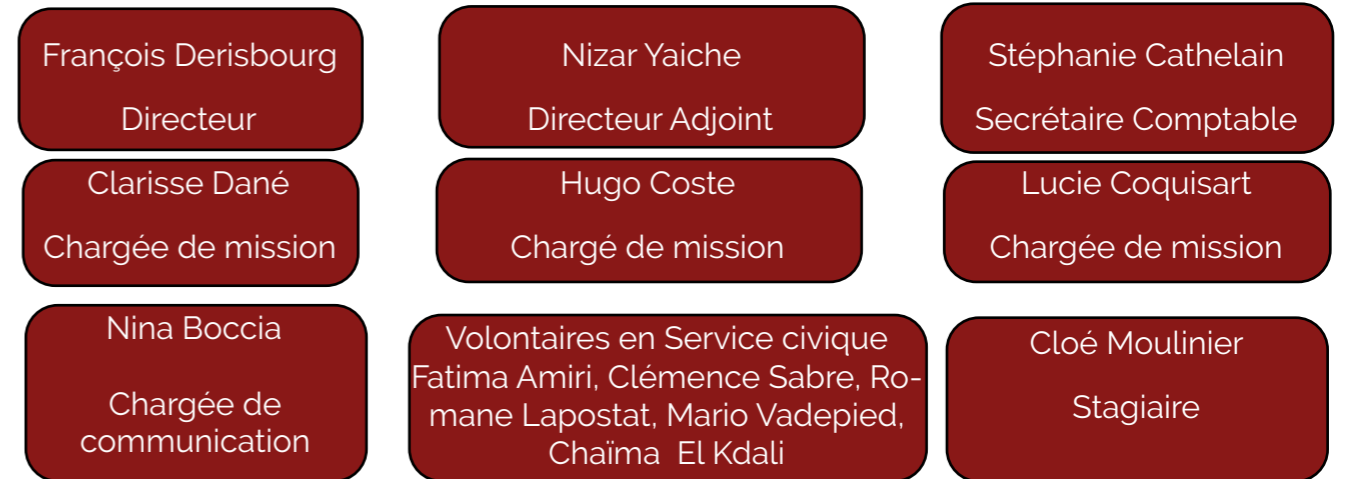 François Derisbourg
Directeur
Nizar Yaiche
Directeur Adjoint
Stéphanie Cathelain
Secrétaire Comptable
Clarisse Dané
Chargée de mission
Hugo Coste
Chargé de mission
Lucie Coquisart
Chargée de mission
Nina Boccia
Chargée de
communication
Volontaires en Service civique
Fatima Amiri, Clémence Sabre, Ro-
mane Lapostat, Mario Vadepied,
Chaïma El Kdali
Cloé Moulinier
Stagiaire